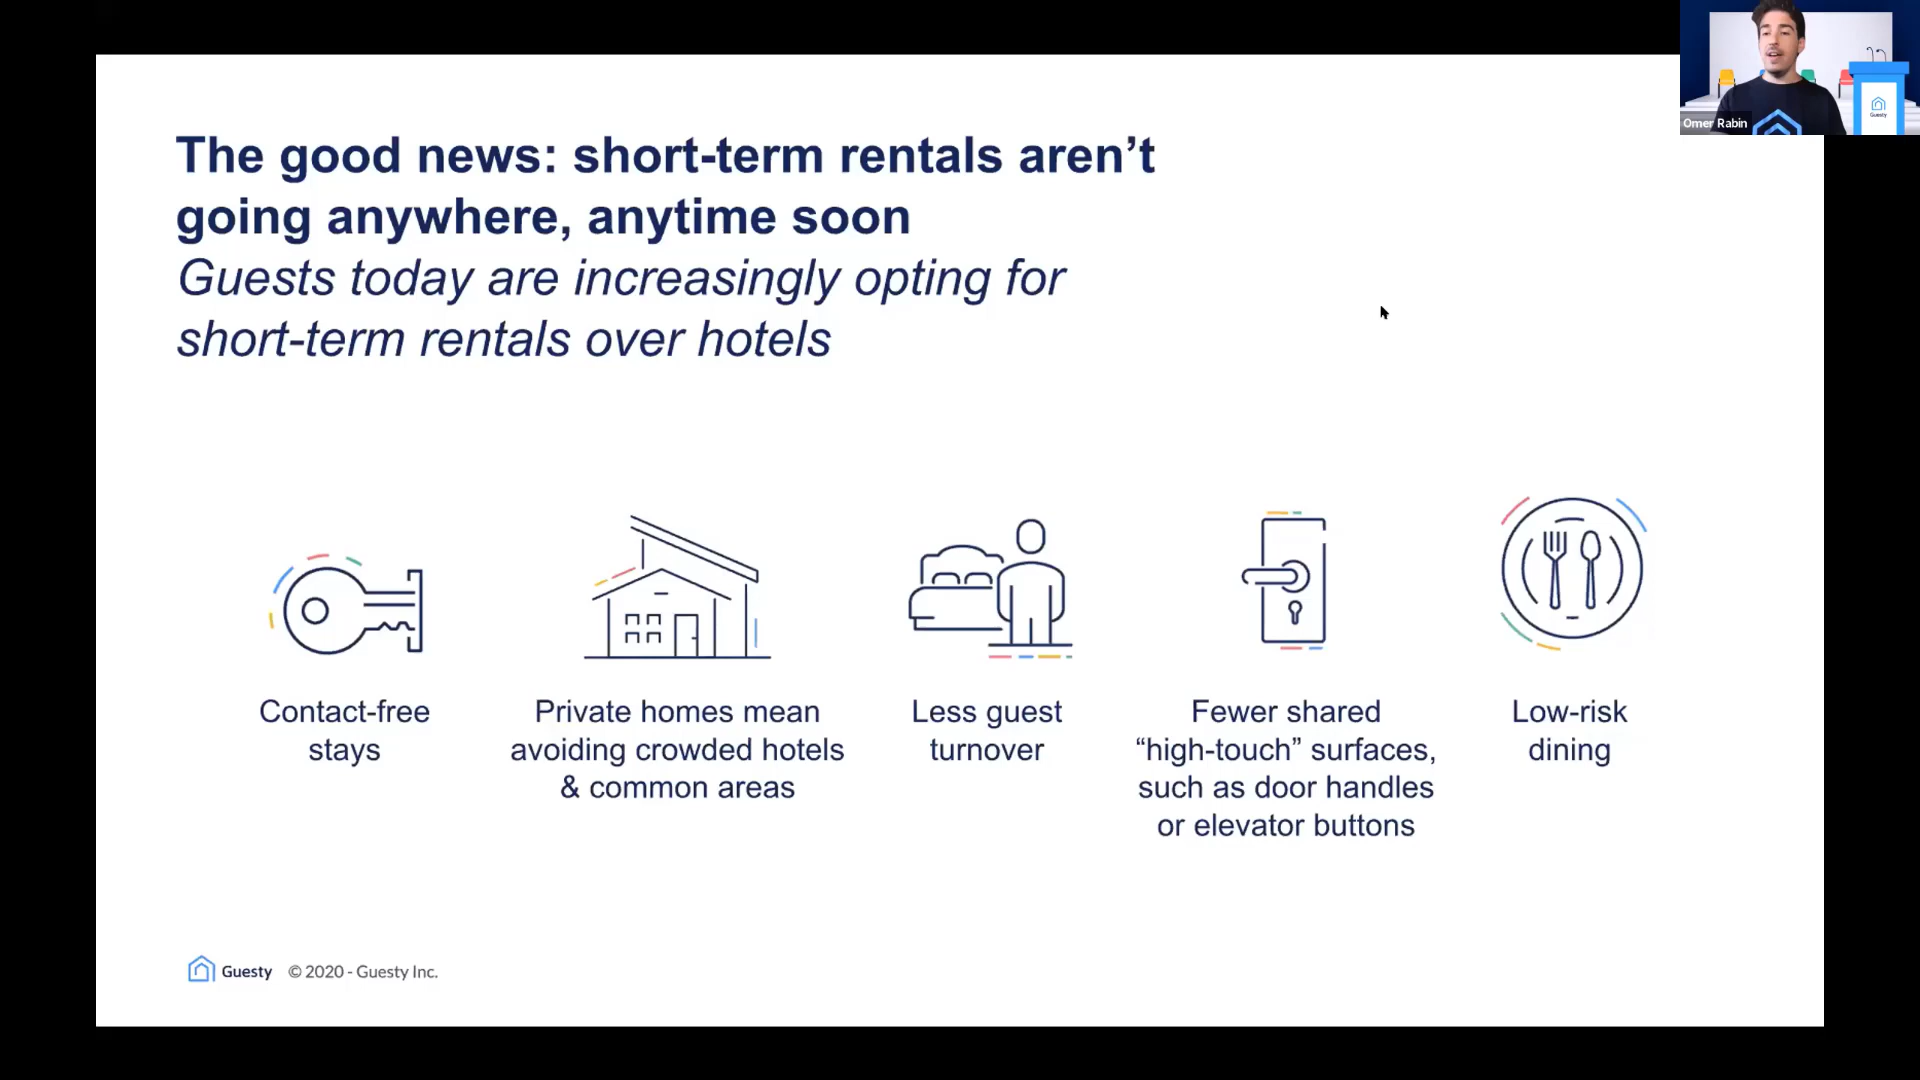 The good news: short-term rentals aren’t
going anywhere, anytime soon
Guests today are increasingly opting for
short-term rentals over hotels
Contact-free
stays
Private homes mean
avoiding crowded hotels
& common areas
Less guest
turnover
Fewer shared
“high-touch” surfaces,
such as door handles
or elevator buttons
Low-risk
dining
Guesty © 2020 - Guesty Inc.
Omer Rabin
Guesty